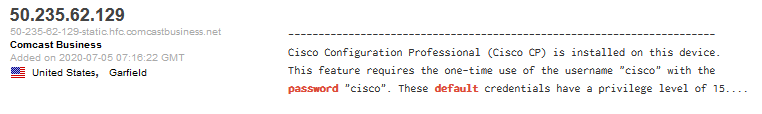 50.235.62.129
50-235-62-129-static.hfc.comcastbusiness.net
Comcast Business
Added on 2020-07-05 07:16:22 GMT
United States, Garfield
-----------------------------------------------------------------------
Cisco Configuration Professional (Cisco CP) is installed on this device.
This feature requires the one-time use of the username "cisco" with the
password "cisco". These default credentials have a privilege level of 15....